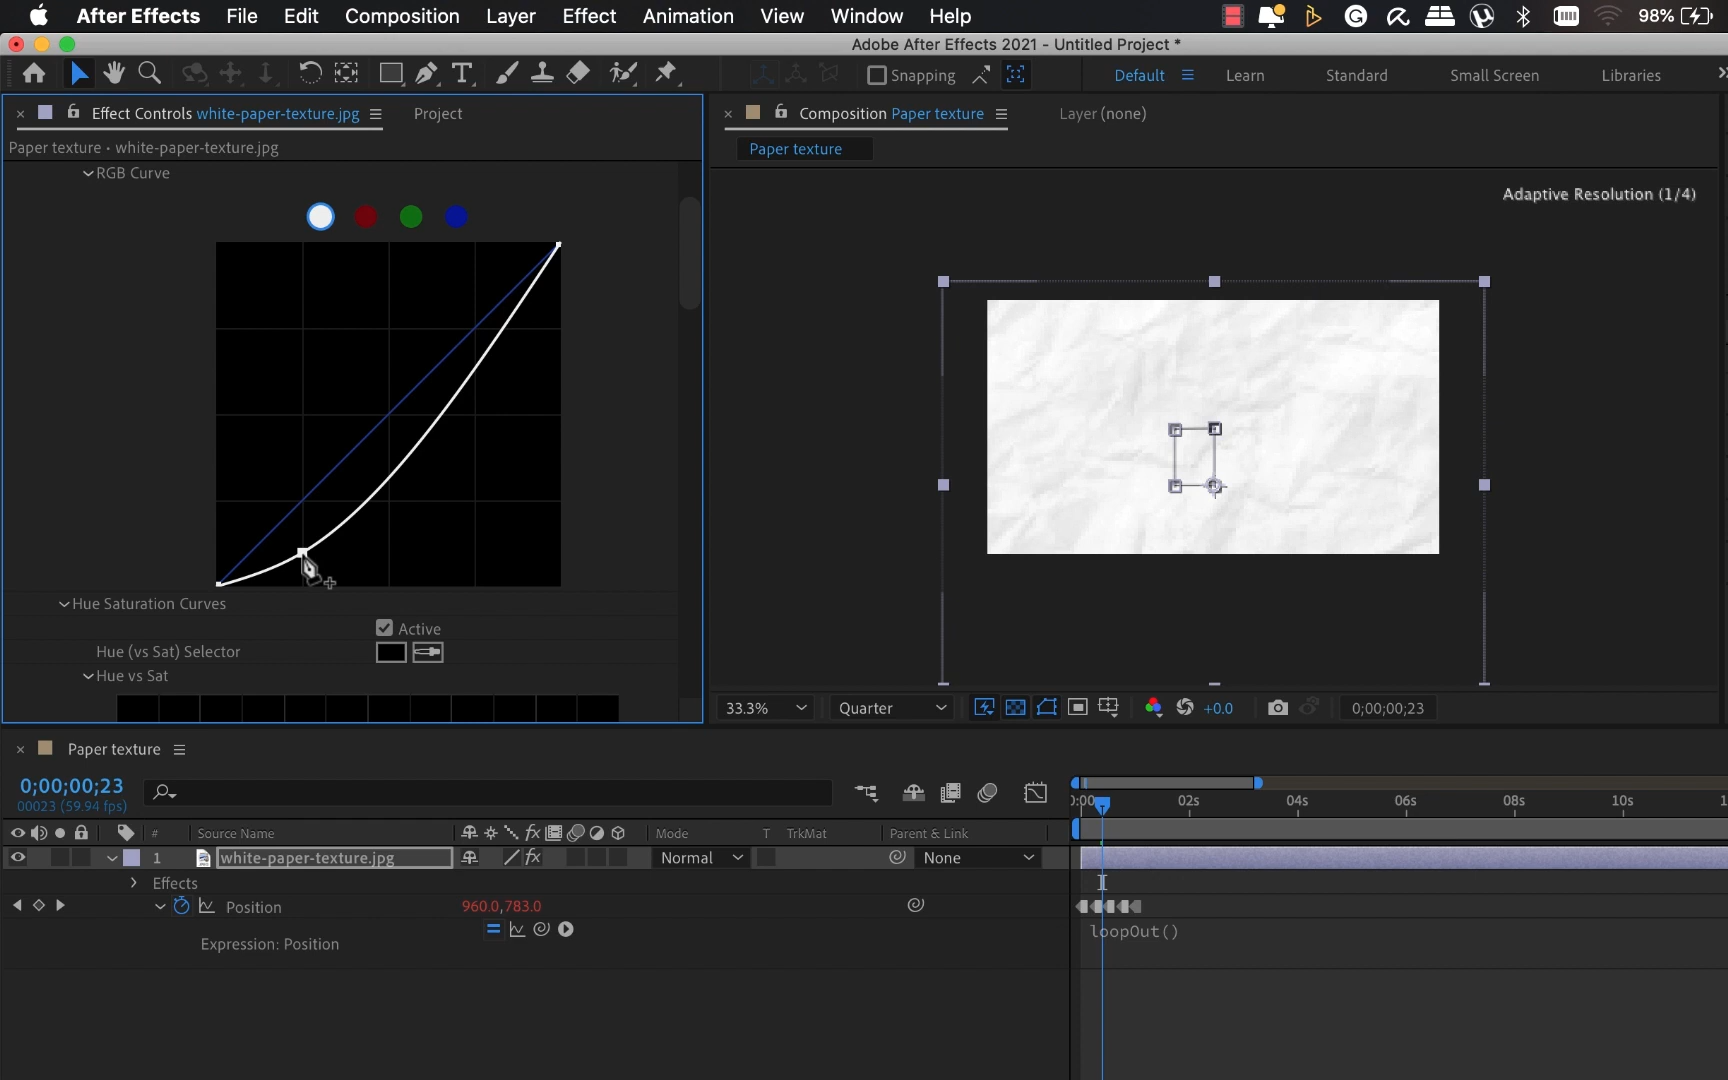 After Effects File Edit Composition Layer Effect Animation View Window Help 98%
Adobe After Effects 2021 - Untitled Project *
Snapping Default Learn Standard Small Screen Libraries
Effect Controls white-paper-texture.jpg Project
Composition Paper texture Layer (none)
Paper texture • white-paper-texture.jpg
Paper texture
RGB Curve
Adaptive Resolution (1/4)
Hue Saturation Curves
Active
Hue (vs Sat) Selector
Hue vs Sat
33.3% Quarter +0.0 0;00;00;23
Paper texture
0;00;00;23
00023 (59.94 fps)
02s 04s 06s 08s 10s
# Source Name Mode T TrkMat Parent & Link
1 white-paper-texture.jpg Normal None
Effects
Position 960.0,783.0
loopOut()
Expression: Position